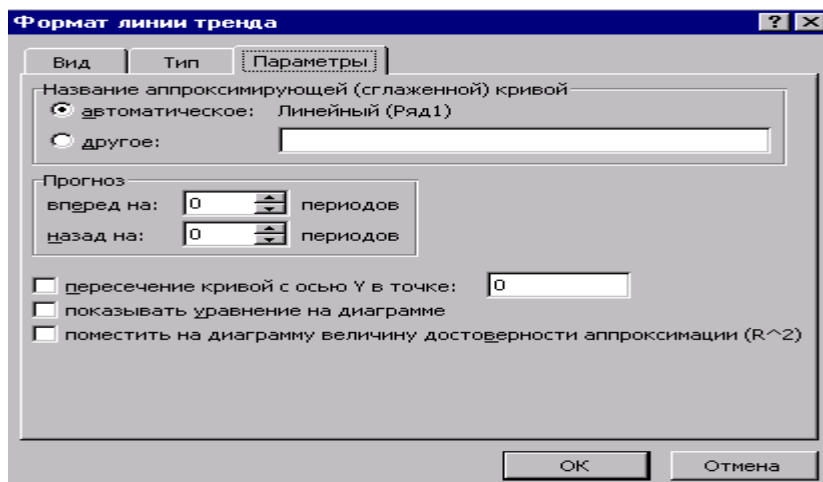 Формат линии тренда
Вид Тип Параметры
Название аппроксимирующей (сглаженной) кривой
автоматическое: Линейный (Ряд1)
другое:
Прогноз
вперед на: 0 периодов
назад на: 0 периодов
пересечение кривой с осью Y в точке: 0
показывать уравнение на диаграмме
поместить на диаграмму величину достоверности аппроксимации (R^2)
ОК Отмена